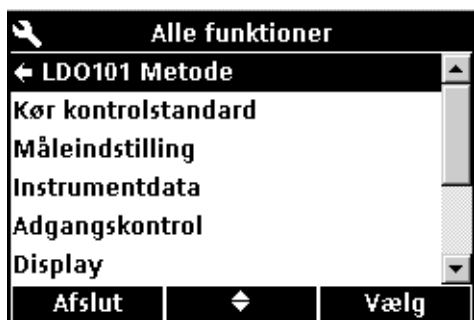 Alle funktioner
LDO101 Metode
Kør kontrolstandard
Måleindstilling
Instrumentdata
Adgangskontrol
Display
Afslut Vælg